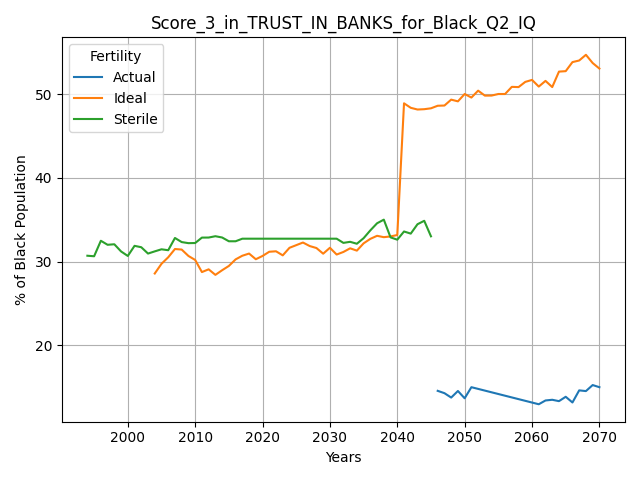 Score_3_in_TRUST_IN_BANKS_for_Black_Q2_IQ
Fertility
Actual
Ideal
Sterile
% of Black Population
50
40
30
20
2000 2010 2020 2030 2040 2050 2060 2070
Years